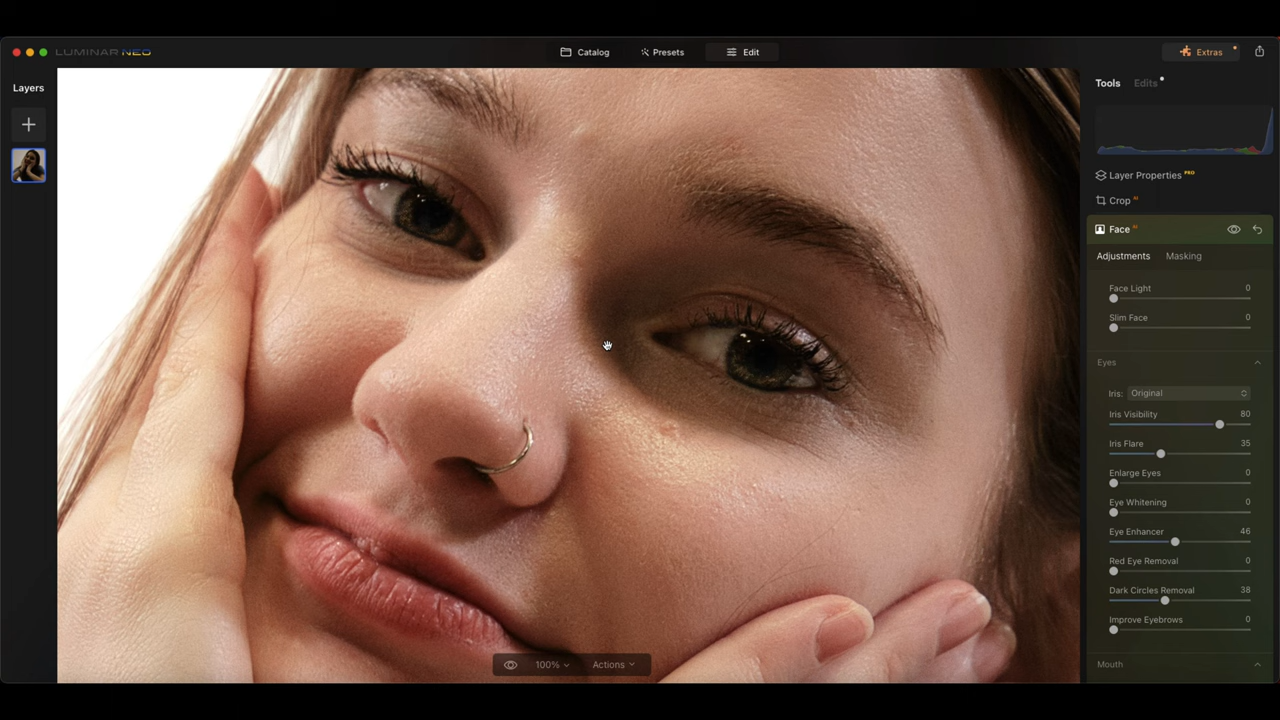 LUMINAR NEO
Catalog
Presets
Edit
Extras
Layers
Tools
Edits
Layer Properties PRO
Crop AI
Face AI
Adjustments
Masking
Face Light 0
Slim Face 0
Eyes
Iris: Original
Iris Visibility 80
Iris Flare 35
Enlarge Eyes 0
Eye Whitening 0
Eye Enhancer 46
Red Eye Removal 0
Dark Circles Removal 38
Improve Eyebrows 0
Mouth
100%
Actions